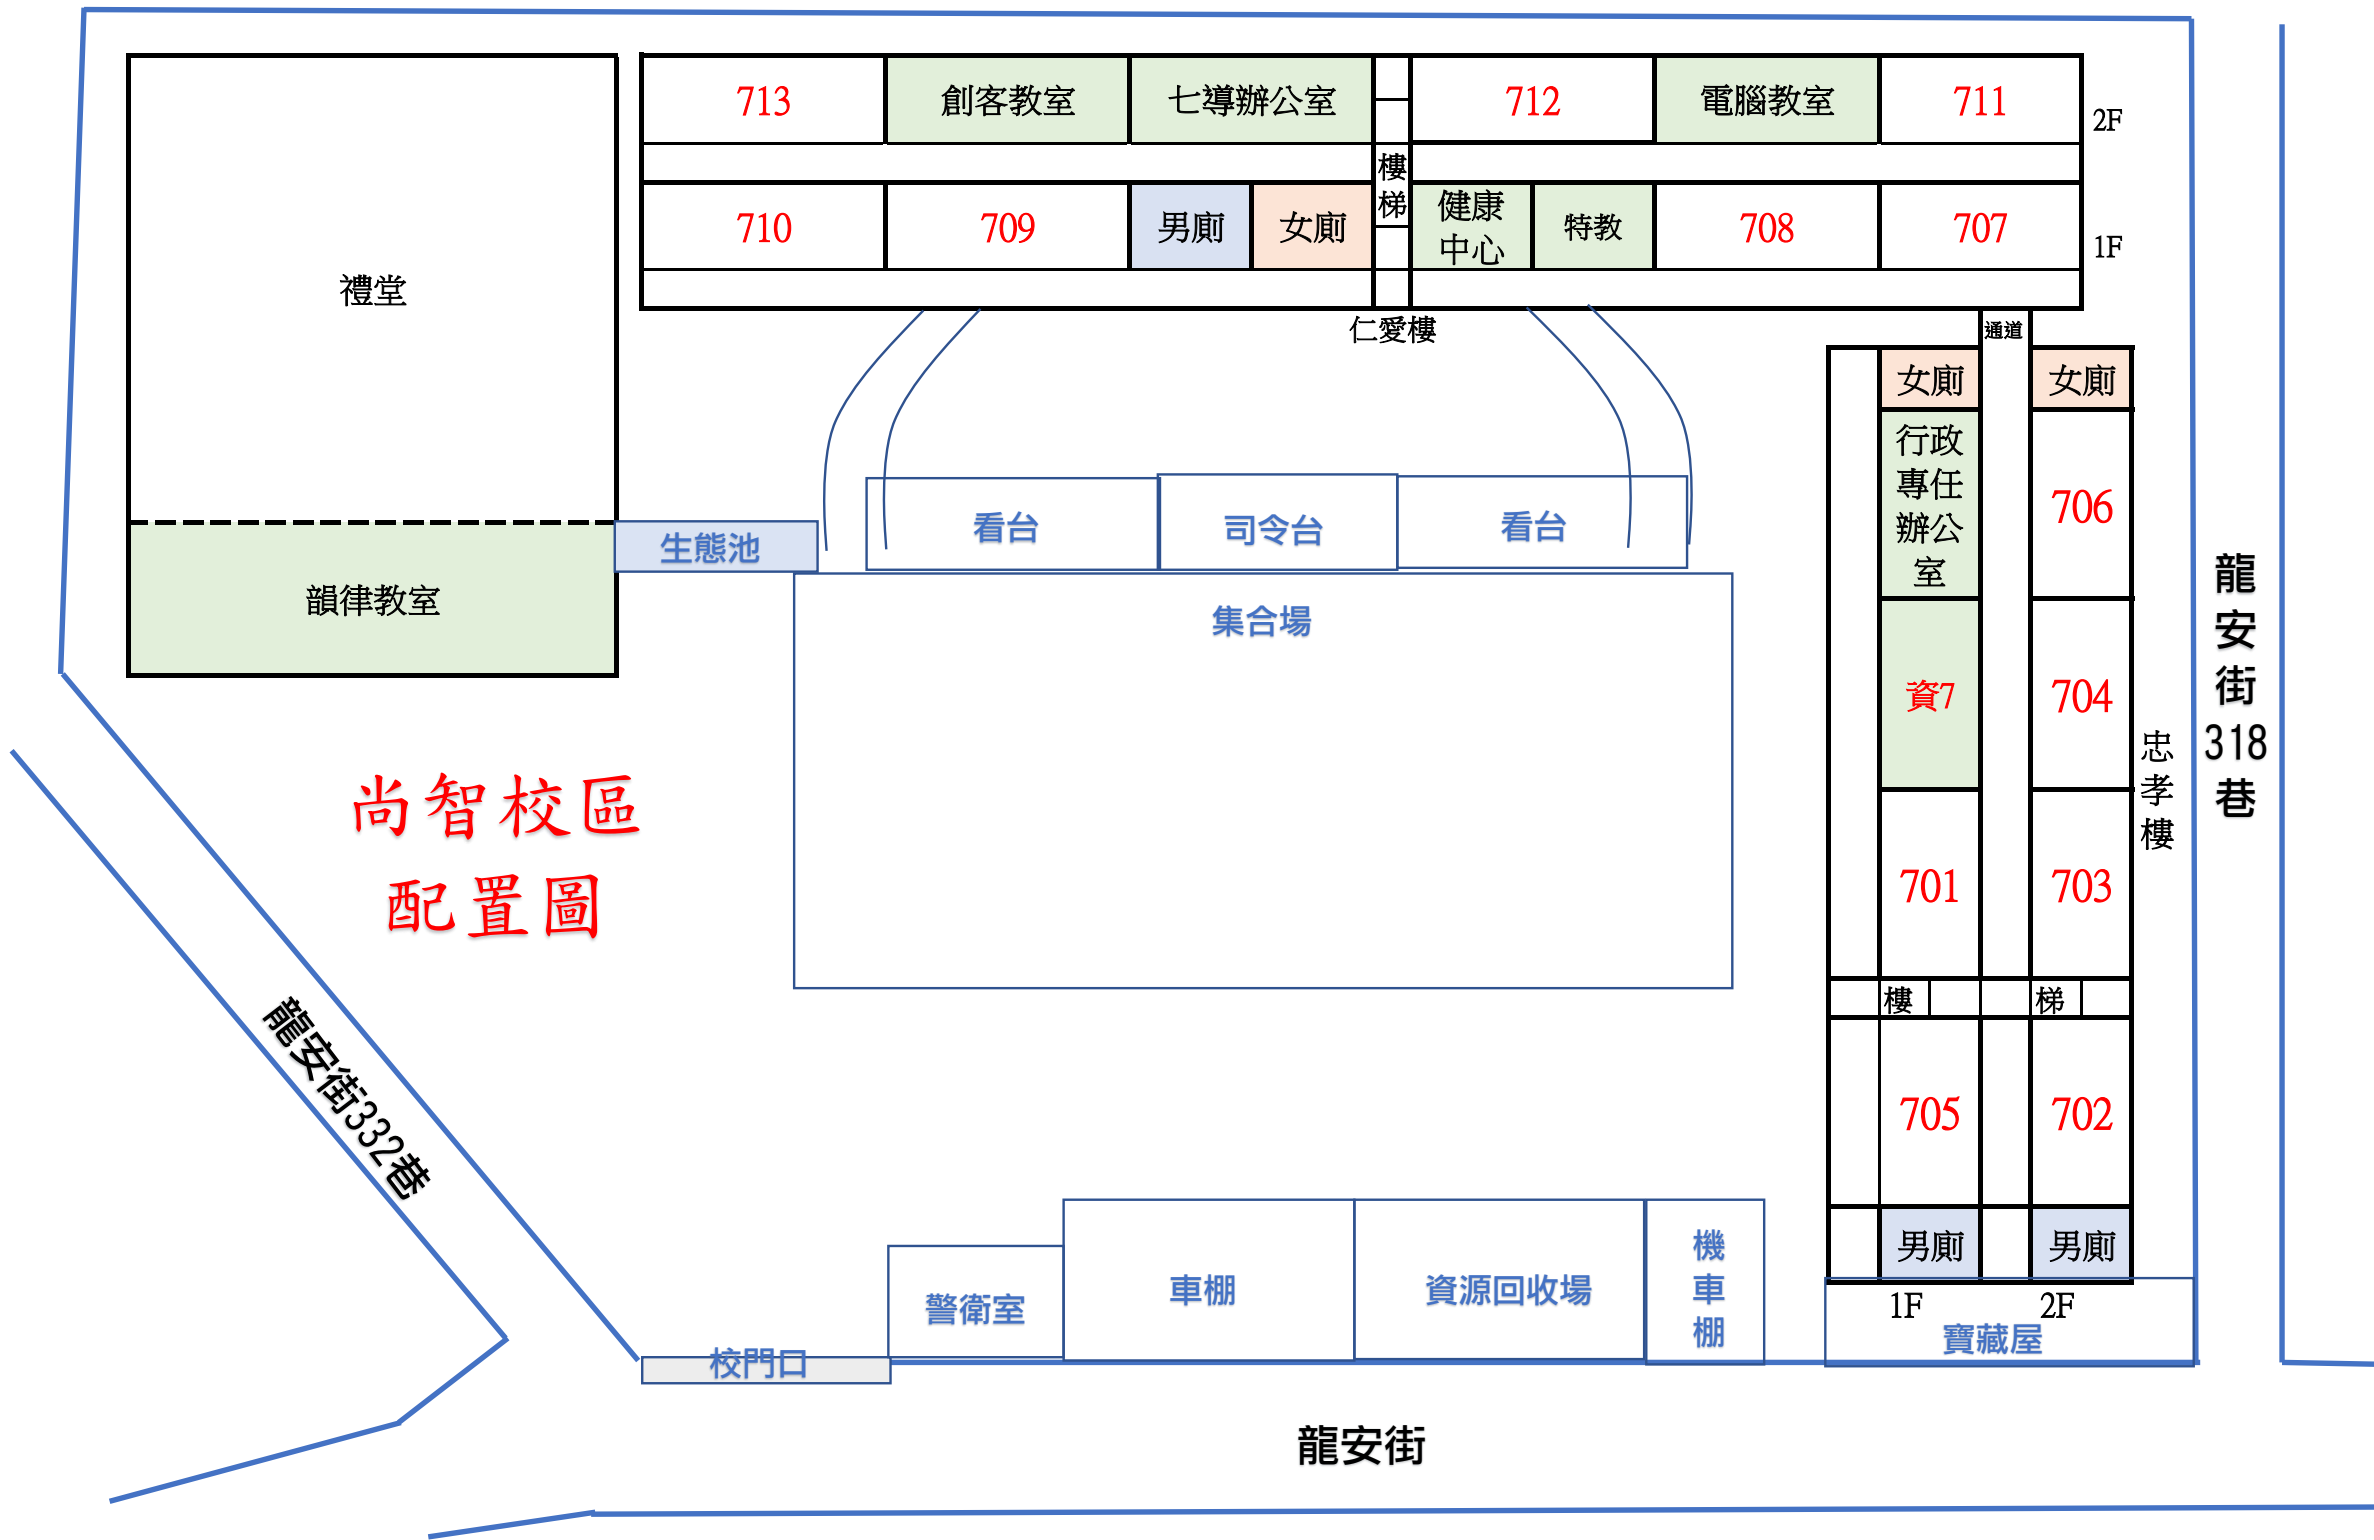 713
創客教室
七導辦公室
712
電腦教室
711
2F
樓
梯
710
709
男廁
女廁
健康
中心
特教
708
707
1F
禮堂
仁愛樓
通道
女廁
女廁
行政
專任
辦公
室
706
看台
司令台
看台
生態池
韻律教室
集合場
資7
704
龍
安
街
318
巷
忠
孝
樓
尚智校區
配置圖
701
703
樓
梯
龍安街332巷
705
702
男廁
男廁
機
車
棚
警衛室
車棚
資源回收場
1F
2F
寶藏屋
校門口
龍安街